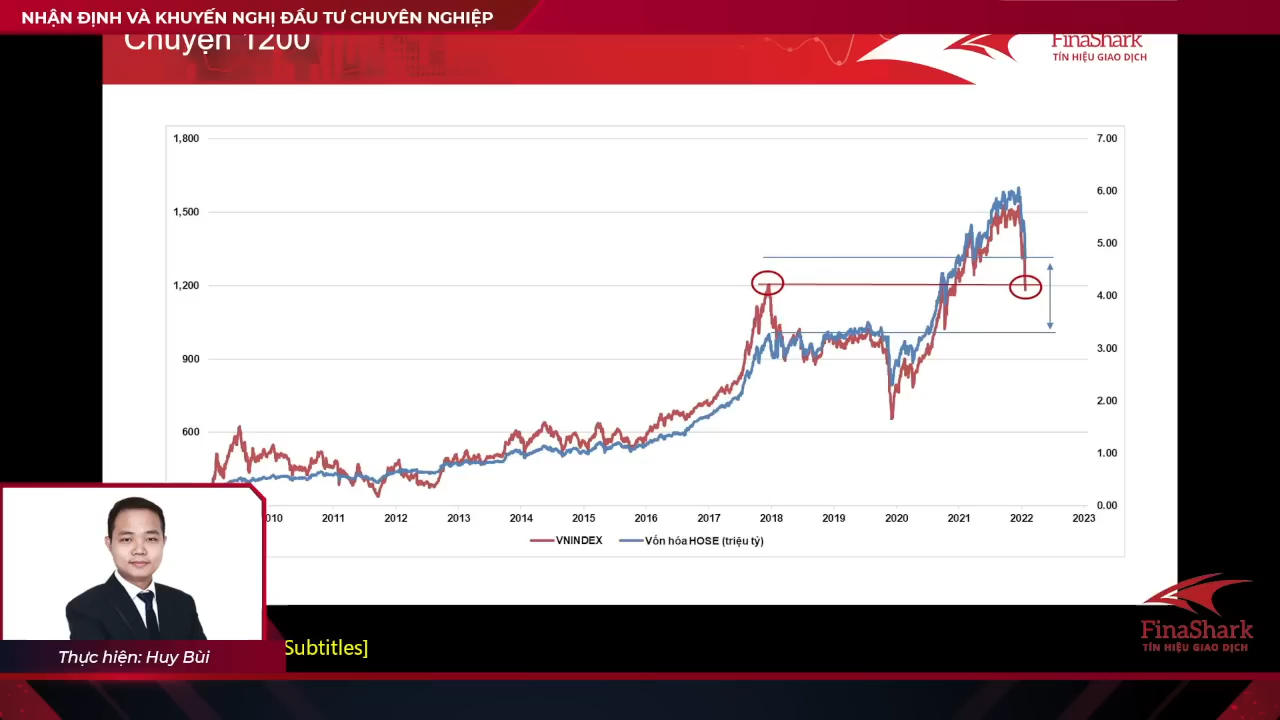 NHẬN ĐỊNH VÀ KHUYẾN NGHỊ ĐẦU TƯ CHUYÊN NGHIỆP
Chuyện 1200
FinaShark
TÍN HIỆU GIAO DỊCH
1,800
7.00
6.00
1,500
5.00
1,200
4.00
900
3.00
2.00
600
1.00
0.00
010 2011 2012 2013 2014 2015 2016 2017 2018 2019 2020 2021 2022 2023
VNINDEX Vốn hóa HOSE (triệu tỷ)
FinaShark
TÍN HIỆU GIAO DỊCH
Subtitles]
Thực hiện: Huy Bùi